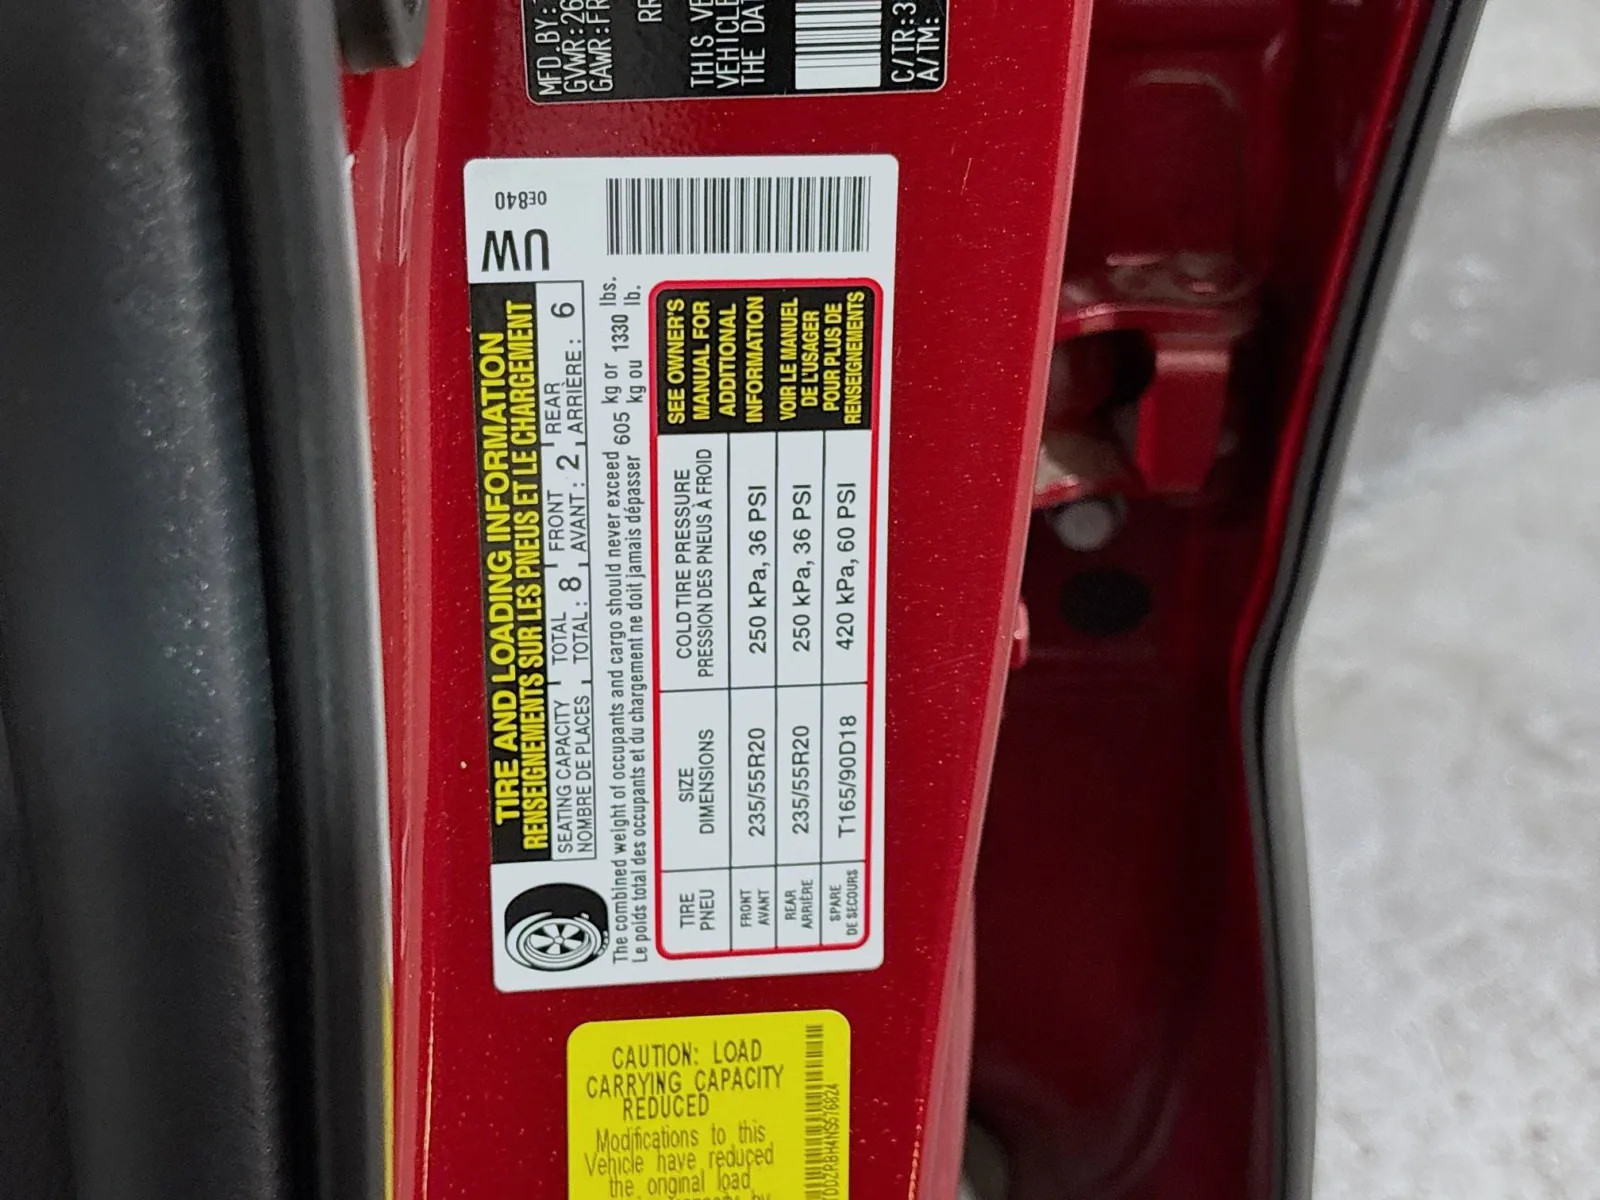 MFD.BY:
GVWR:26
GAWR:FR
RR
THIS VE
VEHICLE
THE DAT
C/TR:3
A/TM:
UW
0E840
TIRE AND LOADING INFORMATION
RENSEIGNEMENTS SUR LES PNEUS ET LE CHARGEMENT
SEATING CAPACITY TOTAL 8 FRONT 2 REAR 6
NOMBRE DE PLACES TOTAL: AVANT: ARRIÈRE:
The combined weight of occupants and cargo should never exceed 605 kg or 1330 lbs.
Le poids total des occupants et du chargement ne doit jamais dépasser kg ou lb.
TIRE SIZE COLD TIRE PRESSURE
PNEU DIMENSIONS PRESSION DES PNEUS À FROID
FRONT 235/55R20 250 kPa, 36 PSI
AVANT
REAR 235/55R20 250 kPa, 36 PSI
ARRIÈRE
SPARE T165/90D18 420 kPa, 60 PSI
DE SECOURS
SEE OWNER'S
MANUAL FOR
ADDITIONAL
INFORMATION
VOIR LE MANUEL
DE L'USAGER
POUR PLUS DE
RENSEIGNEMENTS
CAUTION: LOAD
CARRYING CAPACITY
REDUCED
Modifications to this
Vehicle have reduced
the original load